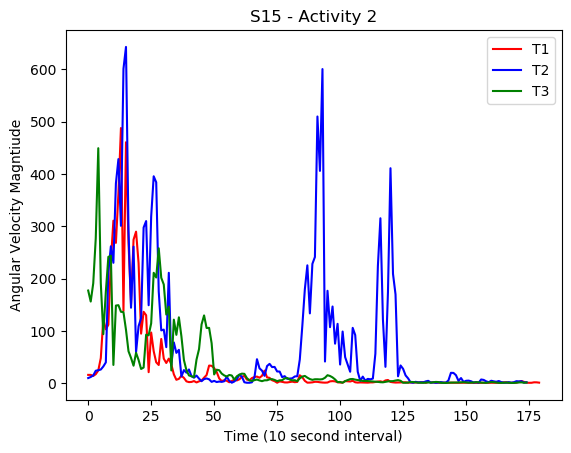 S15 - Activity 2
T1
T2
T3
Angular Velocity Magntiude
600
500
400
300
200
100
0
0 25 50 75 100 125 150 175
Time (10 second interval)